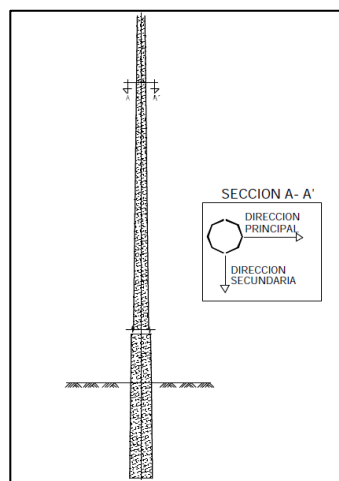 A A'
SECCION A- A'
DIRECCION
PRINCIPAL
DIRECCION
SECUNDARIA